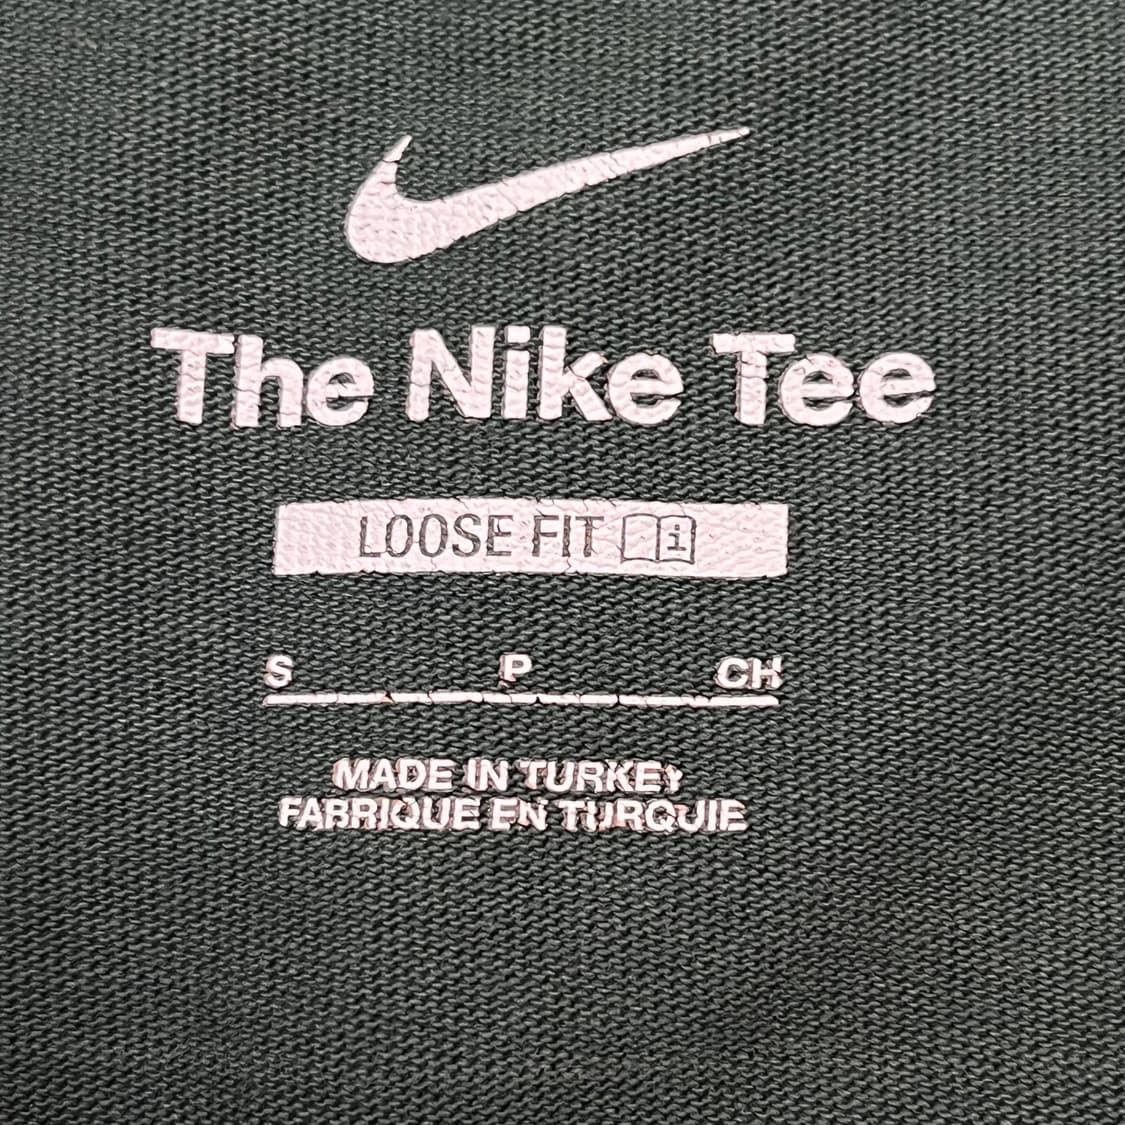 The Nike Tee
LOOSE FIT i
S P CH
MADE IN TURKEY
FABRIQUE EN TURQUIE